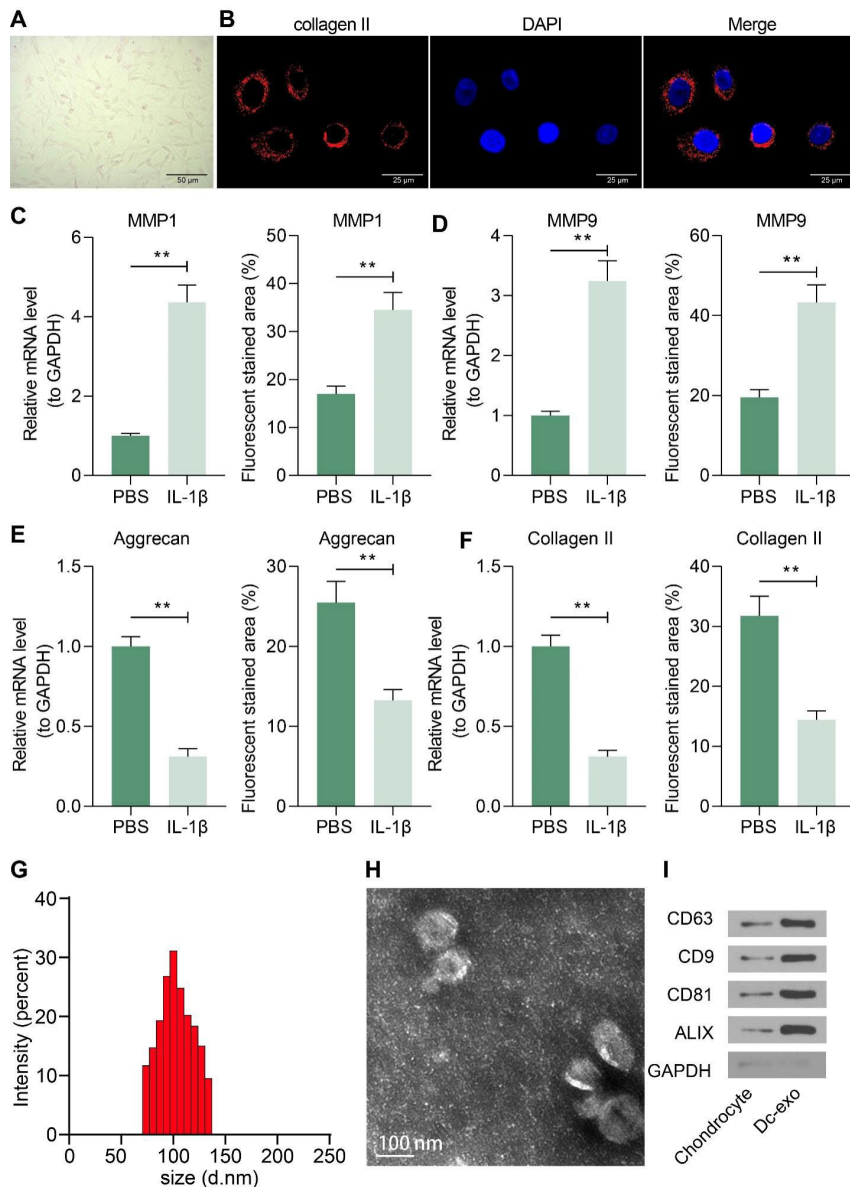 A
B
collagen II
DAPI
Merge
50 μm
25 μm
25 μm
25 μm
C
MMP1
Relative mRNA level
(to GAPDH)
6
4
2
0
**
PBS
IL-1β
MMP1
Fluorescent stained area (%)
50
40
30
20
10
0
**
PBS
IL-1β
D
MMP9
Relative mRNA level
(to GAPDH)
4
3
2
1
0
**
PBS
IL-1β
MMP9
Fluorescent stained area (%)
60
40
20
0
**
PBS
IL-1β
E
Aggrecan
Relative mRNA level
(to GAPDH)
1.5
1.0
0.5
0.0
**
PBS
IL-1β
Aggrecan
Fluorescent stained area (%)
30
20
10
0
**
PBS
IL-1β
F
Collagen II
Relative mRNA level
(to GAPDH)
1.5
1.0
0.5
0.0
**
PBS
IL-1β
Collagen II
Fluorescent stained area (%)
40
30
20
10
0
**
PBS
IL-1β
G
Intensity (percent)
40
30
20
10
0
0
50
100
150
200
250
size (d.nm)
H
100 nm
I
CD63
CD9
CD81
ALIX
GAPDH
Chondrocyte
Dc-exo